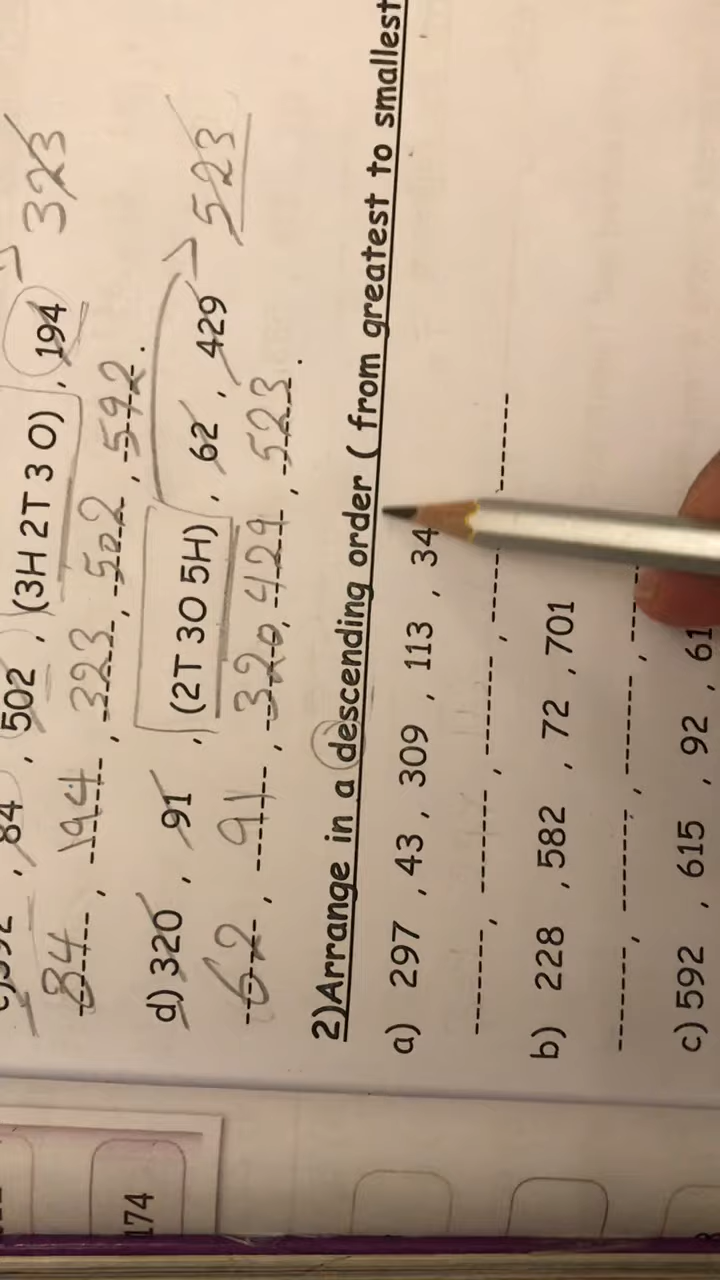 , 84 , 502 , (3H 2T 3 O) , 194 323
84 , 194 , 323 , 502 , 592 .
d) 320 , 91 , (2T 3O 5H) , 62 , 429 523
62 , 91 , 320 , 429 , 523 .
2)Arrange in a descending order ( from greatest to smallest
a) 297 , 43 , 309 , 113 , 34
b) 228 , 582 , 72 , 701
c) 592 , 615 , 92 , 61
174